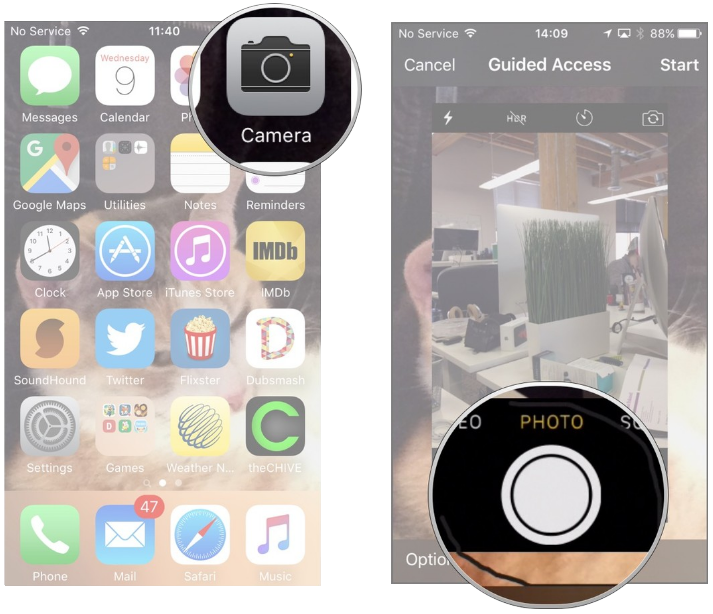 No Service 11:40
Camera
Wednesday
9
Messages Calendar
G
Google Maps Utilities Notes Reminders
IMDb
Clock App Store iTunes Store IMDb
SoundHound Twitter Flixster Dubsmash
Settings Games Weather N... theCHIVE
47
Phone Mail Safari Music
No Service 14:09 88%
Cancel Guided Access Start
HDR
PHOTO